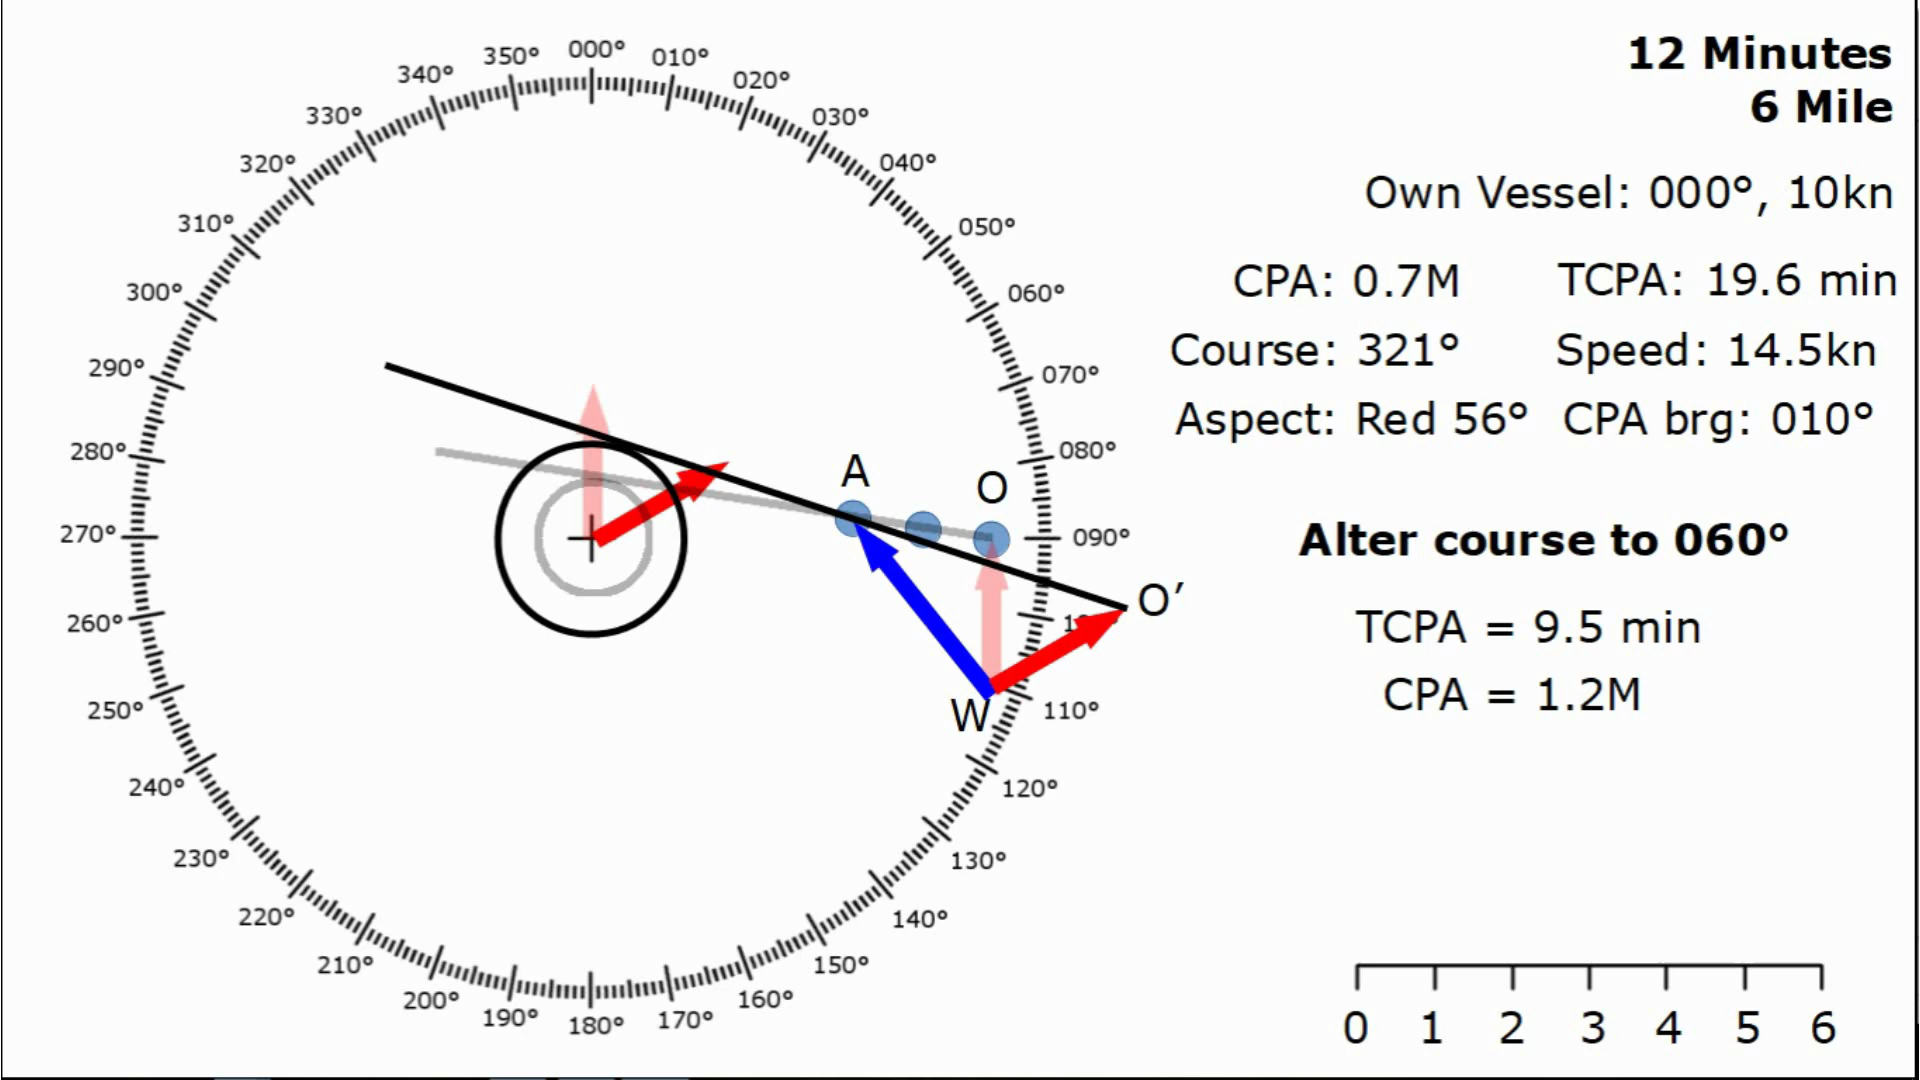 12 Minutes
6 Mile
Own Vessel: 000°, 10kn
CPA: 0.7M TCPA: 19.6 min
Course: 321° Speed: 14.5kn
Aspect: Red 56° CPA brg: 010°
Alter course to 060°
TCPA = 9.5 min
CPA = 1.2M
000°
010°
020°
030°
040°
050°
060°
070°
080°
090°
110°
120°
130°
140°
150°
160°
170°
180°
190°
200°
210°
220°
230°
240°
250°
260°
270°
280°
290°
300°
310°
320°
330°
340°
350°
A
O
O′
W
0 1 2 3 4 5 6